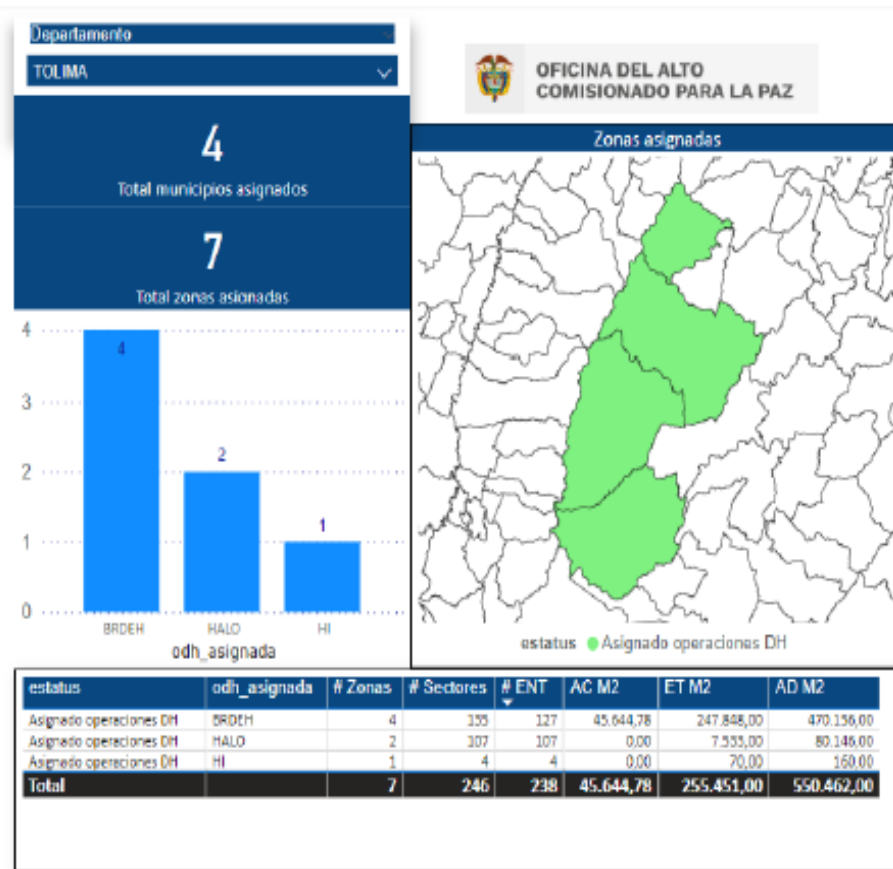 Departamento
TOLIMA
OFICINA DEL ALTO
COMISIONADO PARA LA PAZ
4
Total municipios asignados
7
Total zonas asignadas
Zonas asignadas
4
3
2
1
0
4
2
1
BRDEH HALO HI
odh_asignada
estatus Asignado operaciones DH
estatus odh_asignada # Zonas # Sectores # ENT AC M2 ET M2 AD M2
Asignado operaciones DH BRDEH 4 135 127 45.644,78 247.848,00 470.156,00
Asignado operaciones DH HALO 2 107 107 0,00 7.533,00 80.146,00
Asignado operaciones DH HI 1 4 4 0,00 70,00 160,00
Total 7 246 238 45.644,78 255.451,00 550.462,00